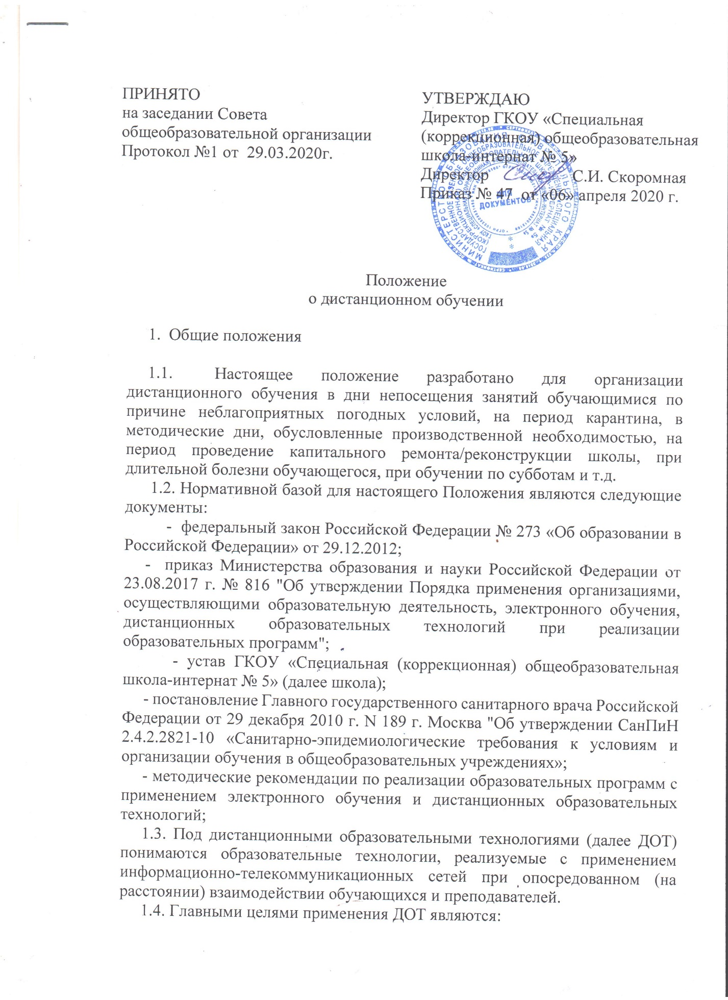 ПРИНЯТО
на заседании Совета
общеобразовательной организации
Протокол №1 от 29.03.2020г.
УТВЕРЖДАЮ
Директор ГКОУ «Специальная
(коррекционная) общеобразовательная
школа-интернат № 5»
Директор С.И. Скоромная
Приказ № 47 от «06» апреля 2020 г.
МИНИСТЕРСТВО ОБРАЗОВАНИЯ СТАВРОПОЛЬСКОГО КРАЯ
ДЛЯ
ДОКУМЕНТОВ
Положение
о дистанционном обучении
1. Общие положения
1.1. Настоящее положение разработано для организации
дистанционного обучения в дни непосещения занятий обучающимися по
причине неблагоприятных погодных условий, на период карантина, в
методические дни, обусловленные производственной необходимостью, на
период проведение капитального ремонта/реконструкции школы, при
длительной болезни обучающегося, при обучении по субботам и т.д.
1.2. Нормативной базой для настоящего Положения являются следующие
документы:
- федеральный закон Российской Федерации № 273 «Об образовании в
Российской Федерации» от 29.12.2012;
- приказ Министерства образования и науки Российской Федерации от
23.08.2017 г. № 816 "Об утверждении Порядка применения организациями,
осуществляющими образовательную деятельность, электронного обучения,
дистанционных образовательных технологий при реализации
образовательных программ";
- устав ГКОУ «Специальная (коррекционная) общеобразовательная
школа-интернат № 5» (далее школа);
- постановление Главного государственного санитарного врача Российской
Федерации от 29 декабря 2010 г. N 189 г. Москва "Об утверждении СанПиН
2.4.2.2821-10 «Санитарно-эпидемиологические требования к условиям и
организации обучения в общеобразовательных учреждениях»;
- методические рекомендации по реализации образовательных программ с
применением электронного обучения и дистанционных образовательных
технологий;
1.3. Под дистанционными образовательными технологиями (далее ДОТ)
понимаются образовательные технологии, реализуемые с применением
информационно-телекоммуникационных сетей при опосредованном (на
расстоянии) взаимодействии обучающихся и преподавателей.
1.4. Главными целями применения ДОТ являются: